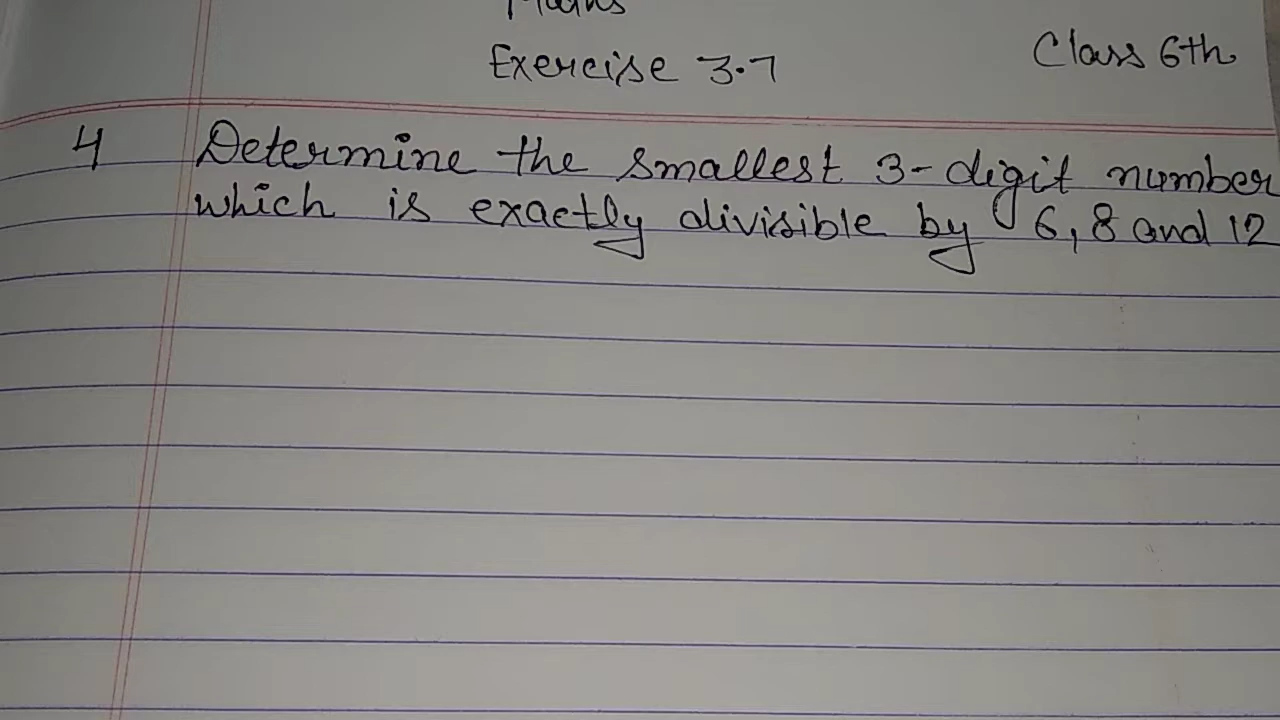 Maths
Exercise 3.7
Class 6th
4 Determine the smallest 3-digit number
which is exactly divisible by 6, 8 and 12